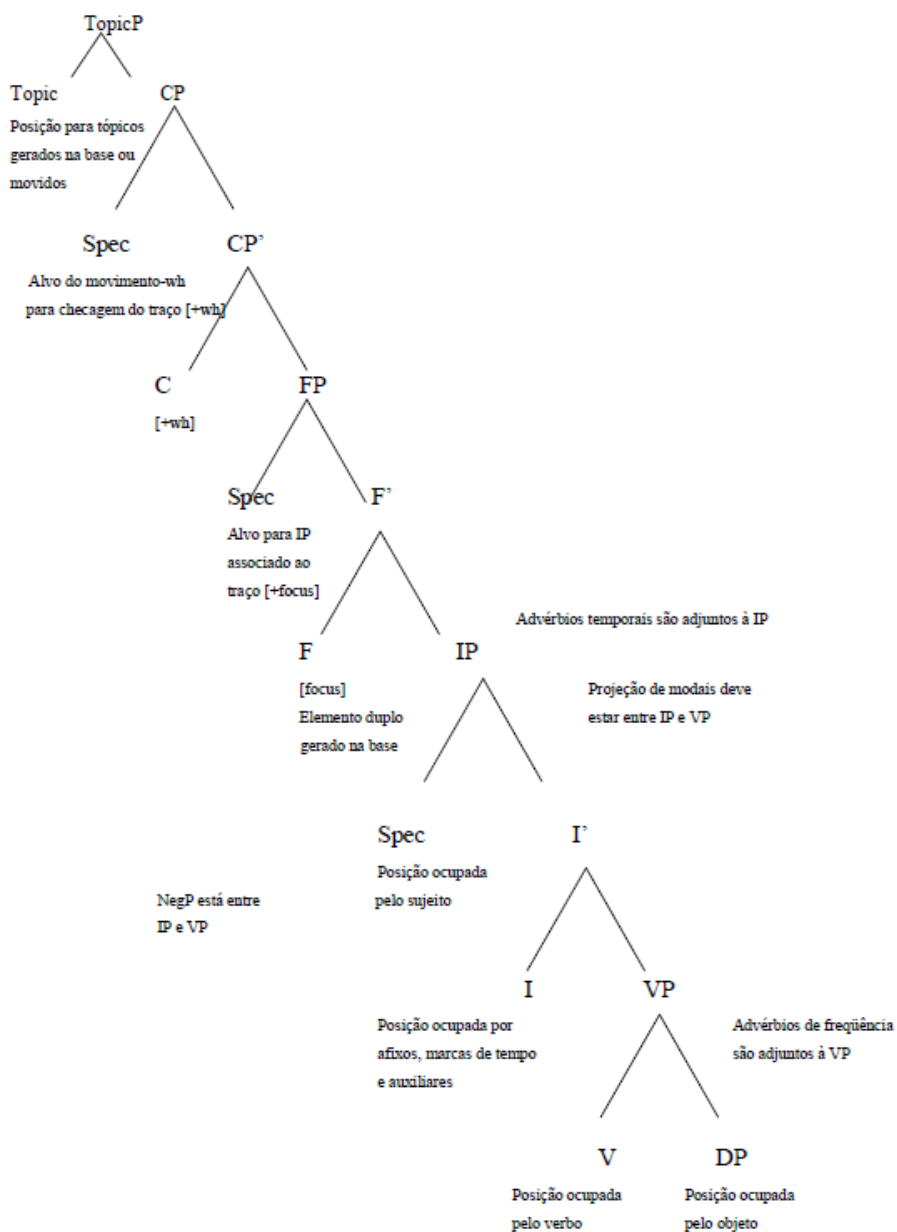 TopicP
Topic
CP
Posição para tópicos
gerados na base ou
movidos
Spec
CP’
Alvo do movimento-wh
para checagem do traço [+wh]
C
FP
[+wh]
Spec
F’
Alvo para IP
associado ao
traço [+focus]
Advérbios temporais são adjuntos à IP
F
IP
[focus]
Elemento duplo
gerado na base
Projeção de modais deve
estar entre IP e VP
Spec
I’
Posição ocupada
pelo sujeito
NegP está entre
IP e VP
I
VP
Posição ocupada por
afixos, marcas de tempo
e auxiliares
Advérbios de freqüência
são adjuntos à VP
V
DP
Posição ocupada
pelo verbo
Posição ocupada
pelo objeto